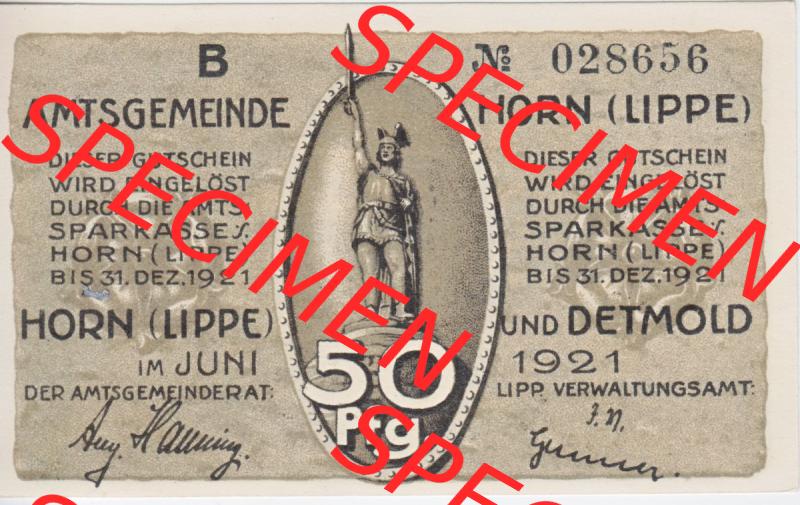 B
№ 028656
AMTSGEMEINDE
HORN (LIPPE)
DIESER GUTSCHEIN
WIRD EINGELÖST
DURCH DIE AMTS
SPARKASSE z.
HORN (LIPPE)
BIS 31. DEZ. 1921
DIESER GUTSCHEIN
WIRD EINGELÖST
DURCH DIE AMTS
SPARKASSE z.
HORN (LIPPE)
BIS 31. DEZ. 1921
HORN (LIPPE)
UND DETMOLD
IM JUNI
1921
DER AMTSGEMEINDERAT:
LIPP. VERWALTUNGSAMT:
50
Pfg
SPECIMEN
SPECIMEN
SPECIMEN